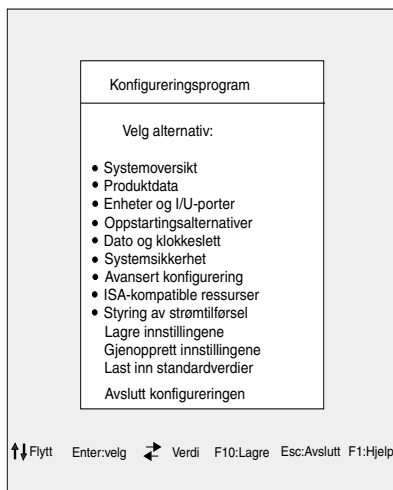 Konfigureringsprogram
Velg alternativ:
• Systemoversikt
• Produktdata
• Enheter og I/U-porter
• Oppstartingsalternativer
• Dato og klokkeslett
• Systemsikkerhet
• Avansert konfigurering
• ISA-kompatible ressurser
• Styring av strømtilførsel
Lagre innstillingene
Gjenopprett innstillingene
Last inn standardverdier
Avslutt konfigureringen
Flytt Enter:velg Verdi F10:Lagre Esc:Avslutt F1:Hjelp